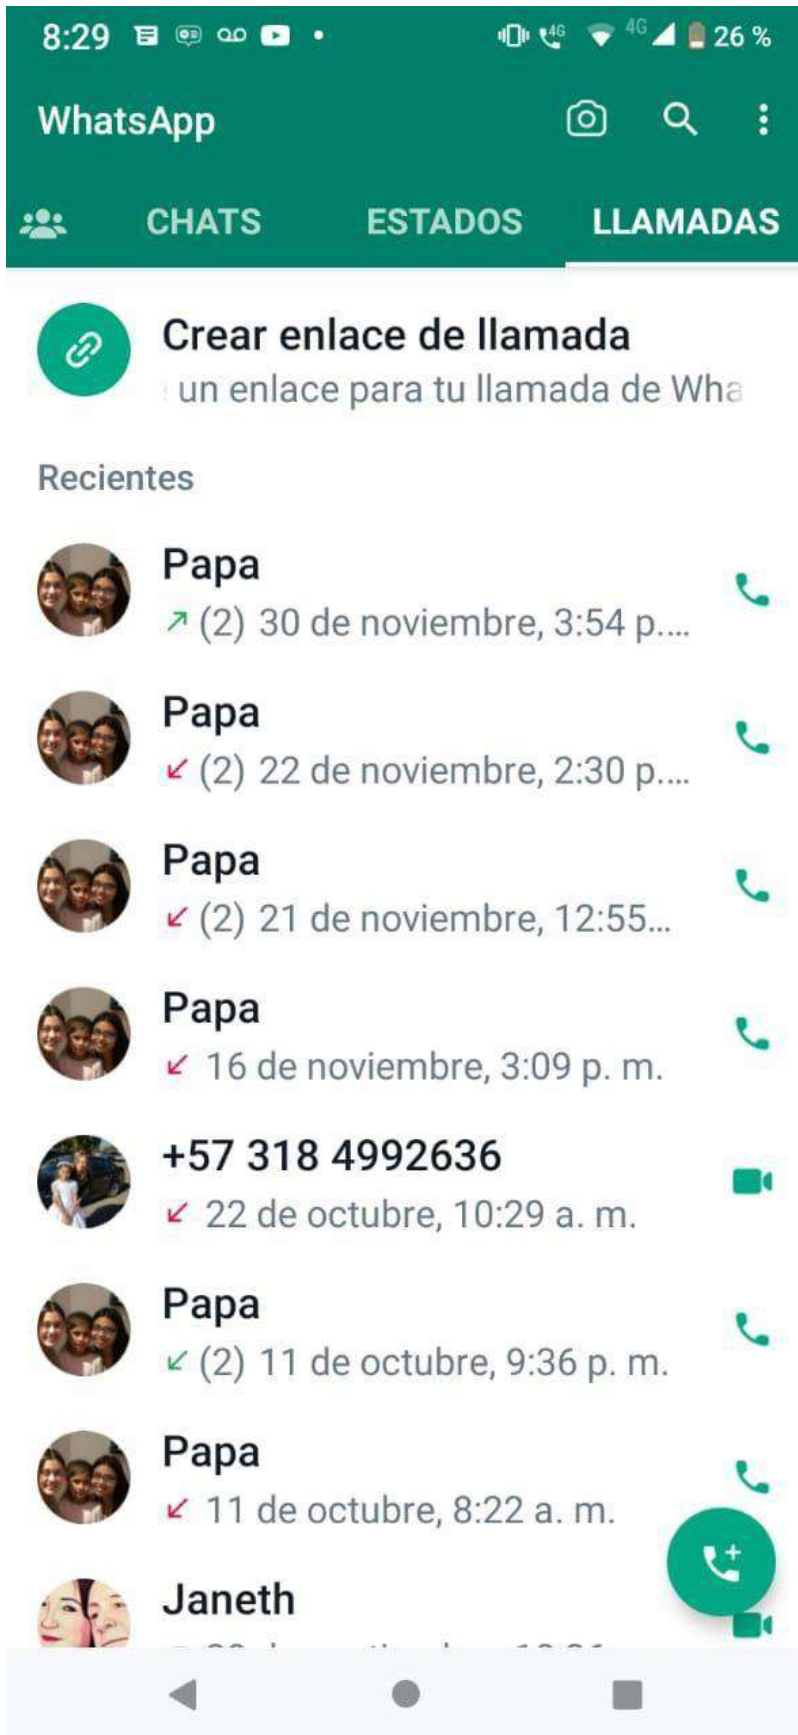 8:29 4G 4G 26 %
WhatsApp
CHATS ESTADOS LLAMADAS
Crear enlace de llamada
un enlace para tu llamada de Wha
Recientes
Papa
(2) 30 de noviembre, 3:54 p....
Papa
(2) 22 de noviembre, 2:30 p....
Papa
(2) 21 de noviembre, 12:55...
Papa
16 de noviembre, 3:09 p. m.
+57 318 4992636
22 de octubre, 10:29 a. m.
Papa
(2) 11 de octubre, 9:36 p. m.
Papa
11 de octubre, 8:22 a. m.
Janeth